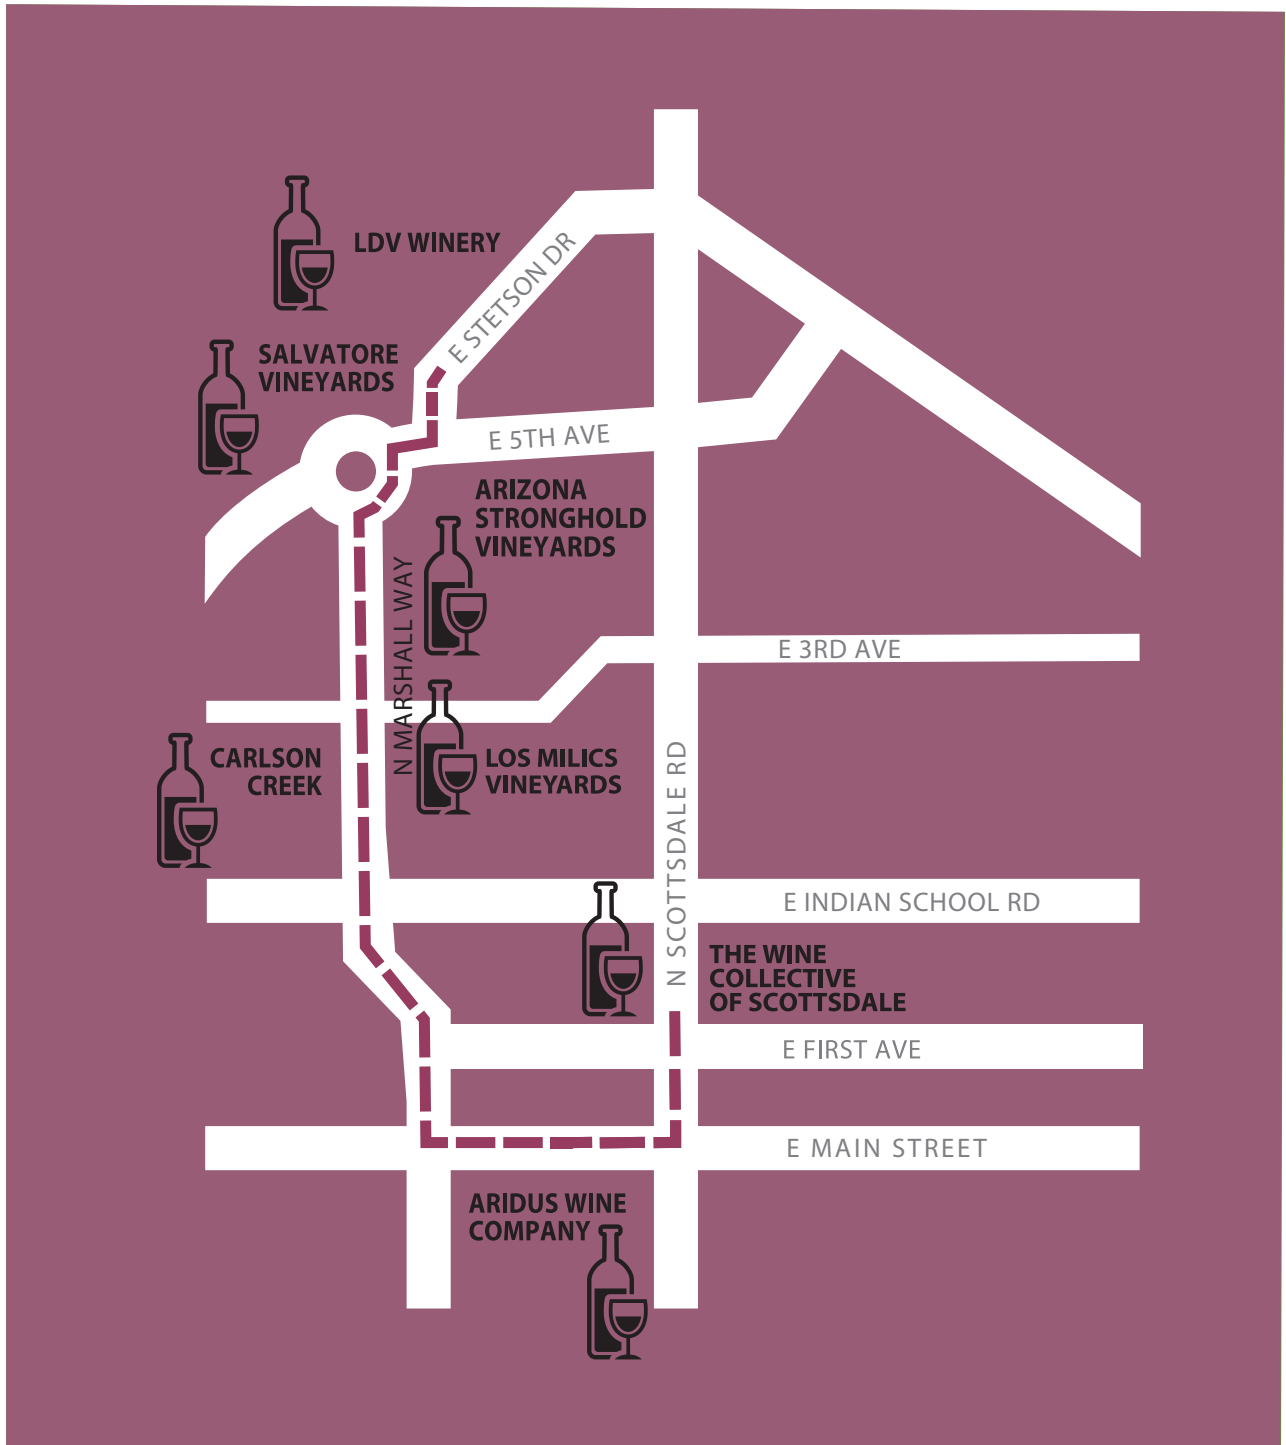 LDV WINERY
E STETSON DR
SALVATORE
VINEYARDS
E 5TH AVE
ARIZONA
STRONGHOLD
VINEYARDS
N MARSHALL WAY
E 3RD AVE
CARLSON
CREEK
LOS MILICS
VINEYARDS
N SCOTTSDALE RD
E INDIAN SCHOOL RD
THE WINE
COLLECTIVE
OF SCOTTSDALE
E FIRST AVE
E MAIN STREET
ARIDUS WINE
COMPANY